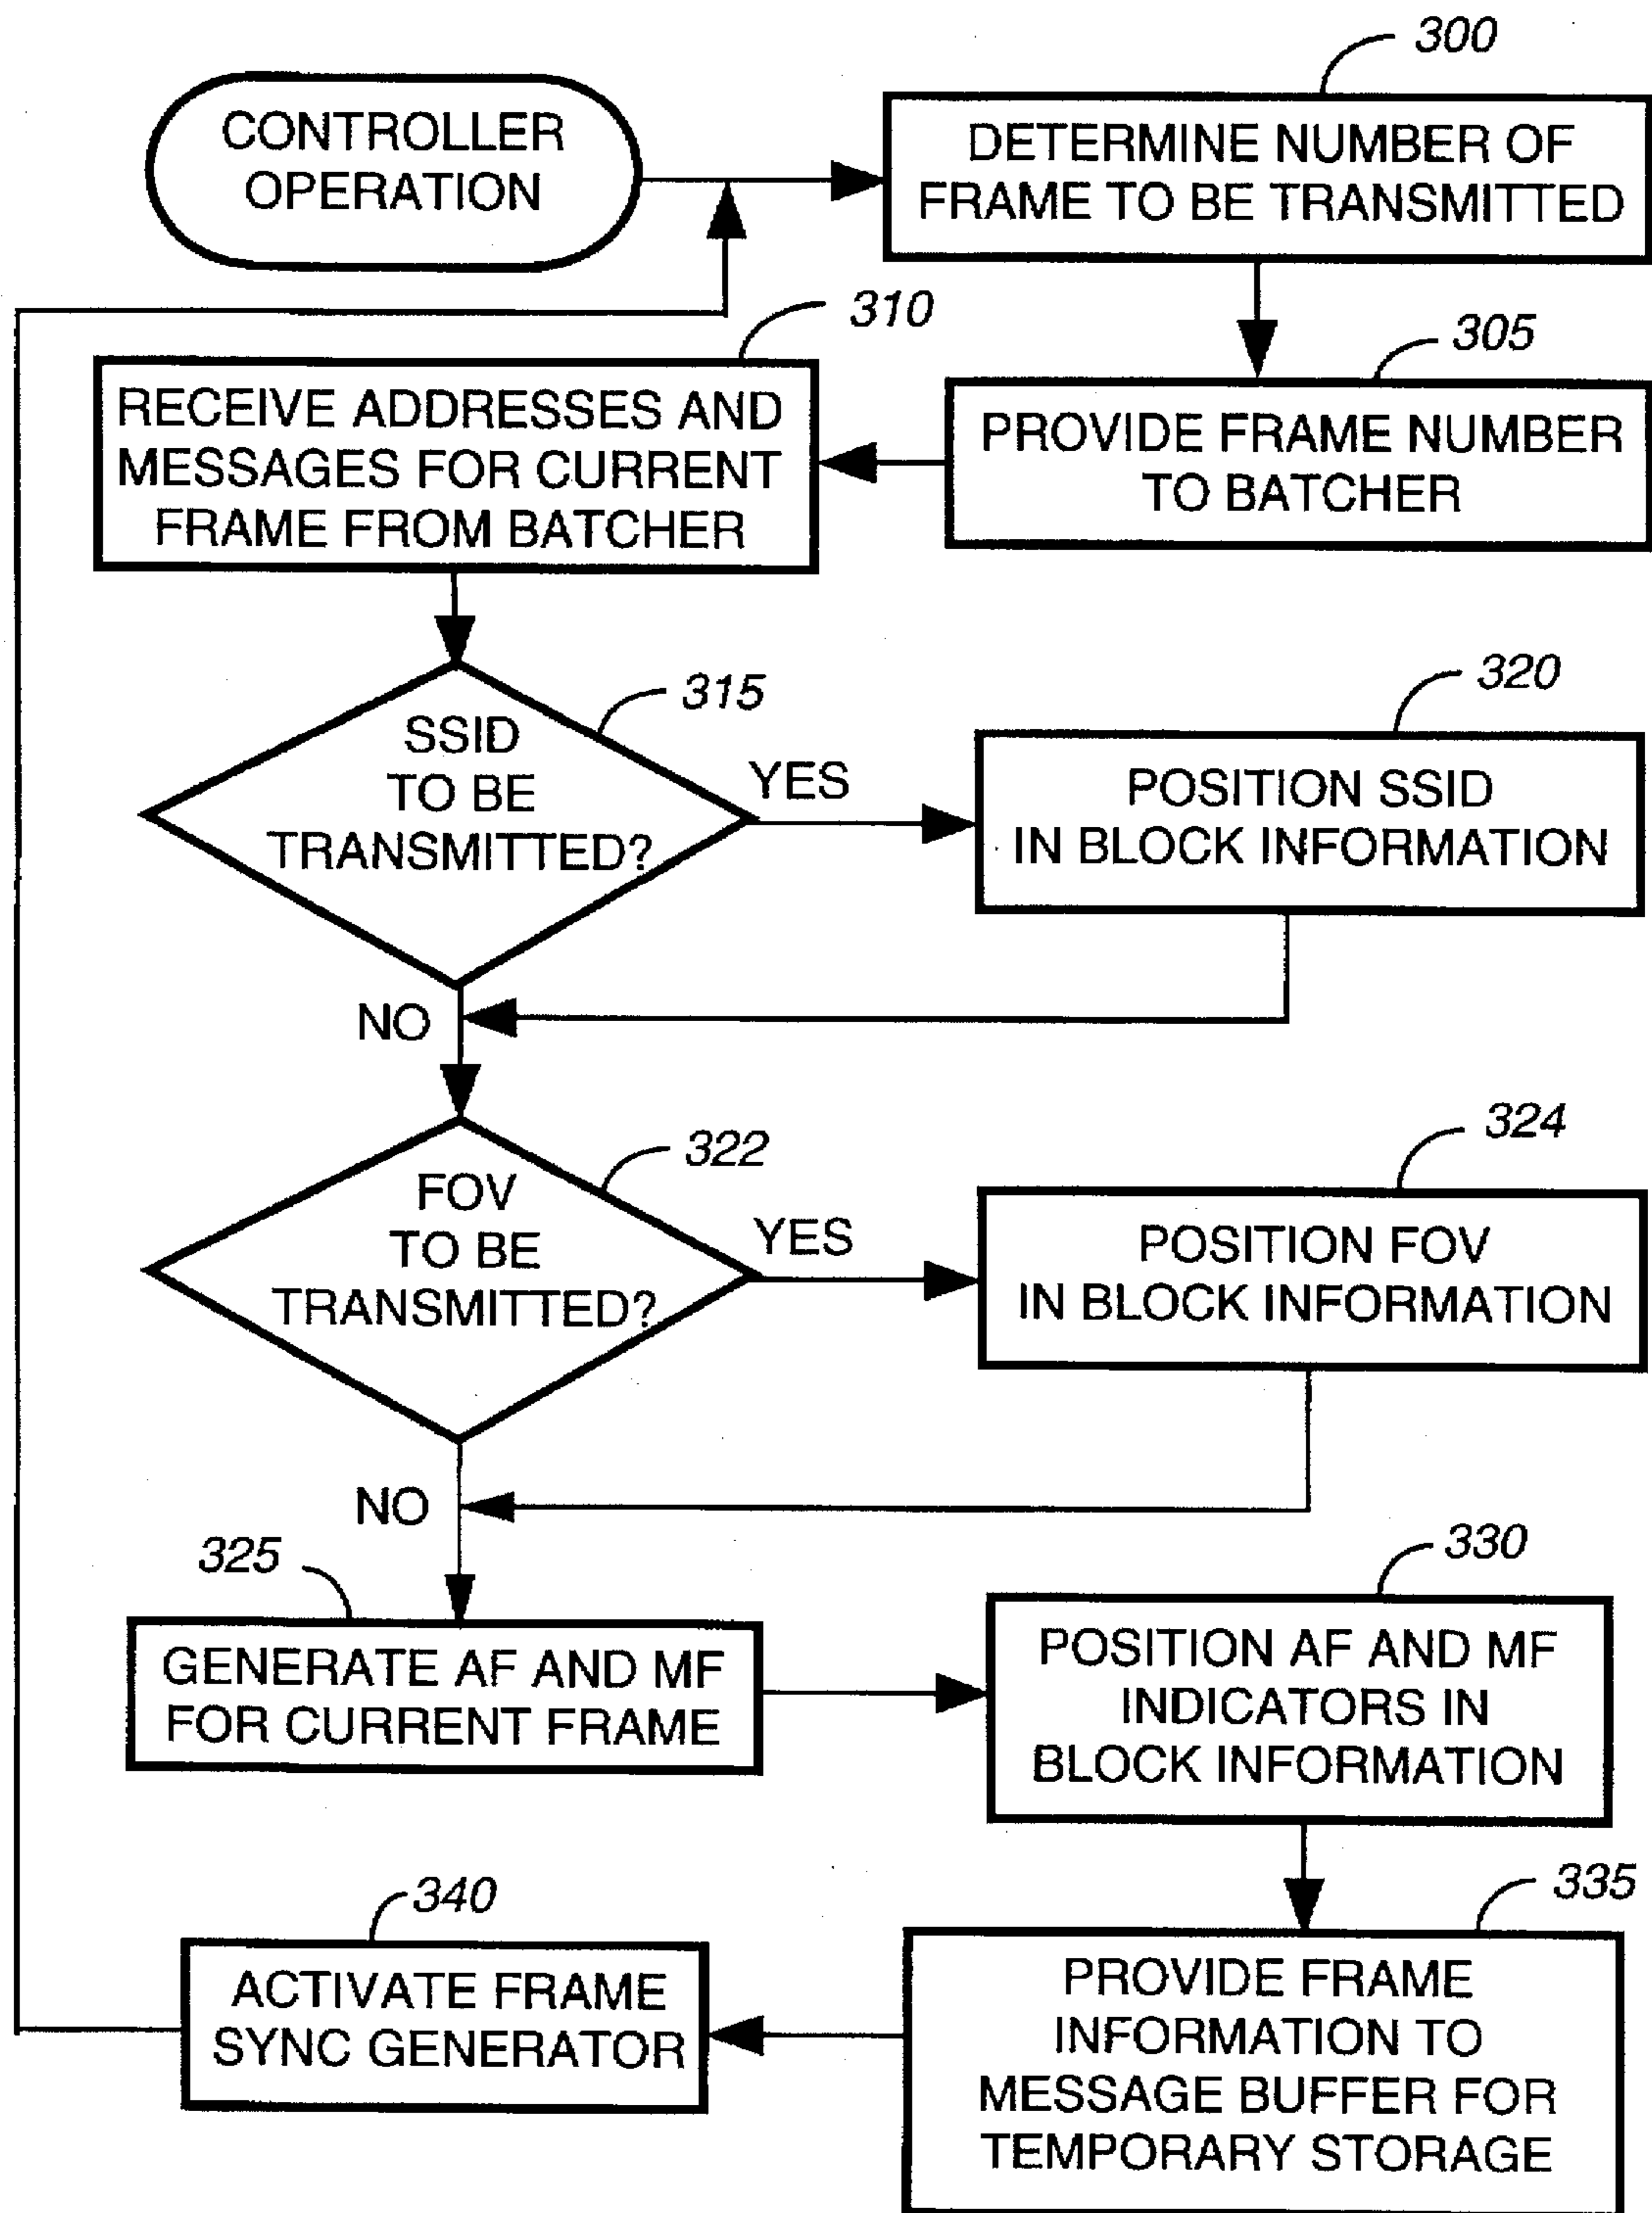 300
CONTROLLER
OPERATION
DETERMINE NUMBER OF
FRAME TO BE TRANSMITTED
310
305
RECEIVE ADDRESSES AND
MESSAGES FOR CURRENT
FRAME FROM BATCHER
PROVIDE FRAME NUMBER
TO BATCHER
315
SSID
TO BE
TRANSMITTED?
YES
320
POSITION SSID
IN BLOCK INFORMATION
NO
322
FOV
TO BE
TRANSMITTED?
YES
324
POSITION FOV
IN BLOCK INFORMATION
NO
325
GENERATE AF AND MF
FOR CURRENT FRAME
330
POSITION AF AND MF
INDICATORS IN
BLOCK INFORMATION
335
PROVIDE FRAME
INFORMATION TO
MESSAGE BUFFER FOR
TEMPORARY STORAGE
340
ACTIVATE FRAME
SYNC GENERATOR